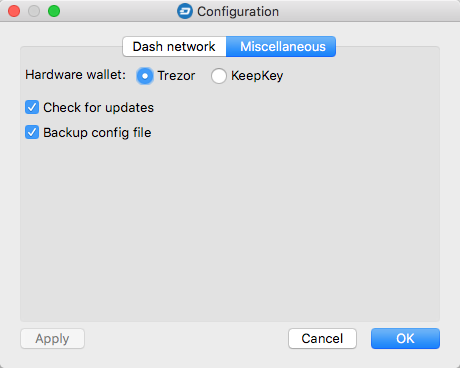 Configuration
Dash network Miscellaneous
Hardware wallet: Trezor KeepKey
Check for updates
Backup config file
Apply Cancel OK